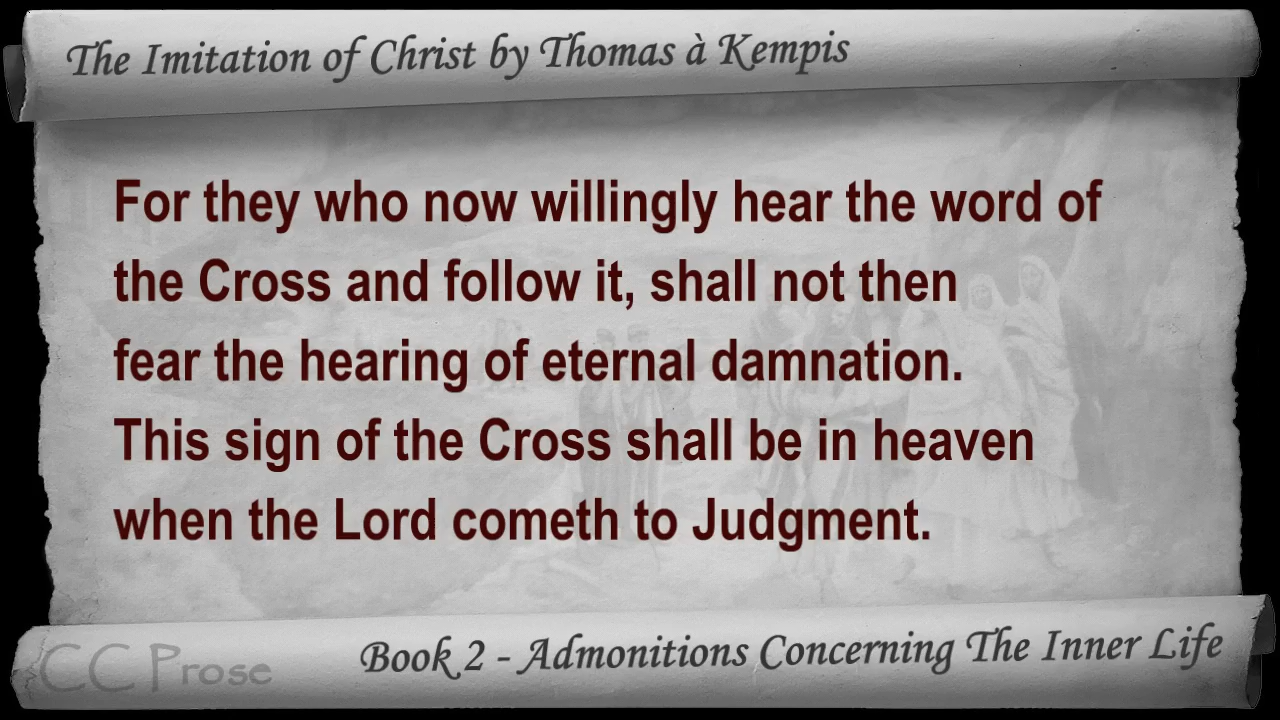 The Imitation of Christ by Thomas à Kempis
For they who now willingly hear the word of
the Cross and follow it, shall not then
fear the hearing of eternal damnation.
This sign of the Cross shall be in heaven
when the Lord cometh to Judgment.
CC Prose
Book 2 - Admonitions Concerning The Inner Life